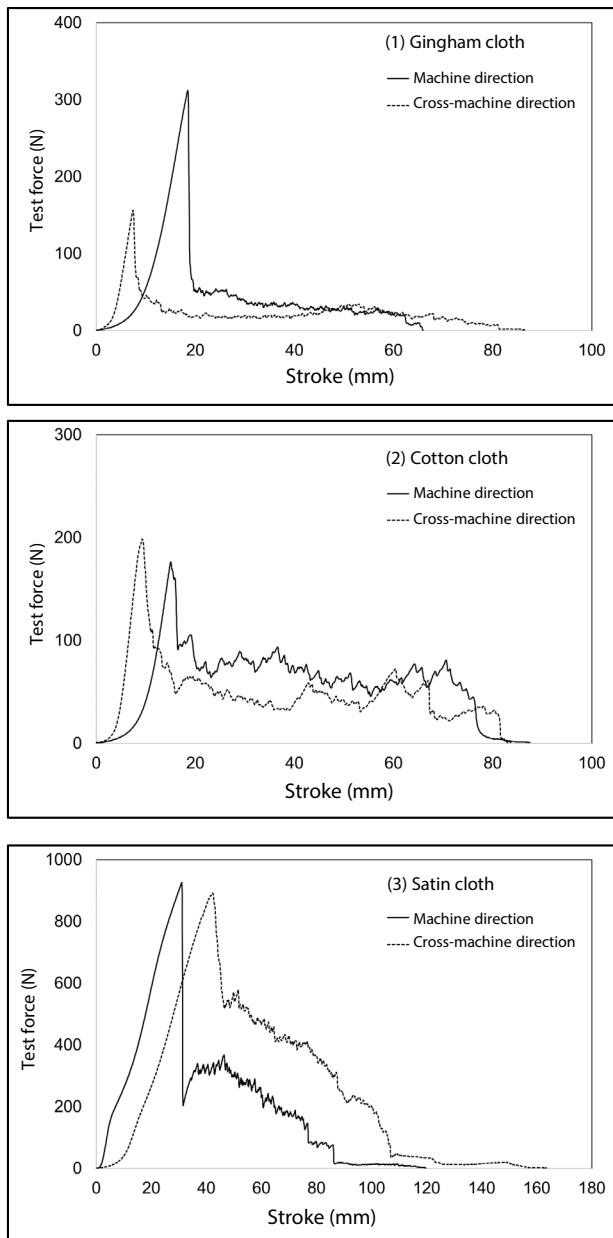 (1) Gingham cloth
Machine direction
Cross-machine direction
Test force (N)
400
300
200
100
0
0 20 40 60 80 100
Stroke (mm)
(2) Cotton cloth
Machine direction
Cross-machine direction
Test force (N)
300
200
100
0
0 20 40 60 80 100
Stroke (mm)
(3) Satin cloth
Machine direction
Cross-machine direction
Test force (N)
1000
800
600
400
200
0
0 20 40 60 80 100 120 140 160 180
Stroke (mm)